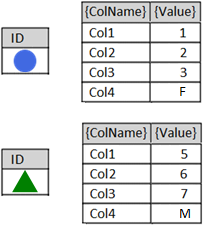 {ColName} {Value}
ID
Col1 1
Col2 2
Col3 3
Col4 F
{ColName} {Value}
ID
Col1 5
Col2 6
Col3 7
Col4 M